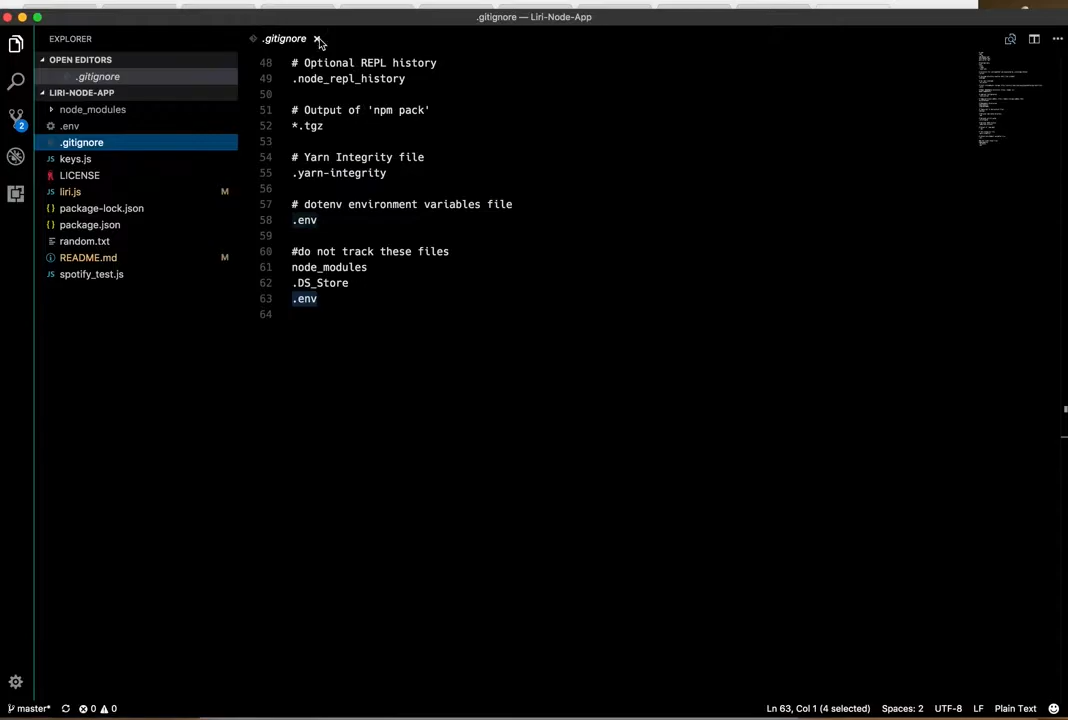 .gitignore — Liri-Node-App
EXPLORER
OPEN EDITORS
.gitignore
LIRI-NODE-APP
node_modules
.env
.gitignore
keys.js
LICENSE
liri.js M
package-lock.json
package.json
random.txt
README.md M
spotify_test.js
2
.gitignore
48 # Optional REPL history
49 .node_repl_history
50
51 # Output of 'npm pack'
52 *.tgz
53
54 # Yarn Integrity file
55 .yarn-integrity
56
57 # dotenv environment variables file
58 .env
59
60 #do not track these files
61 node_modules
62 .DS_Store
63 .env
64
master* 0 0 Ln 63, Col 1 (4 selected) Spaces: 2 UTF-8 LF Plain Text